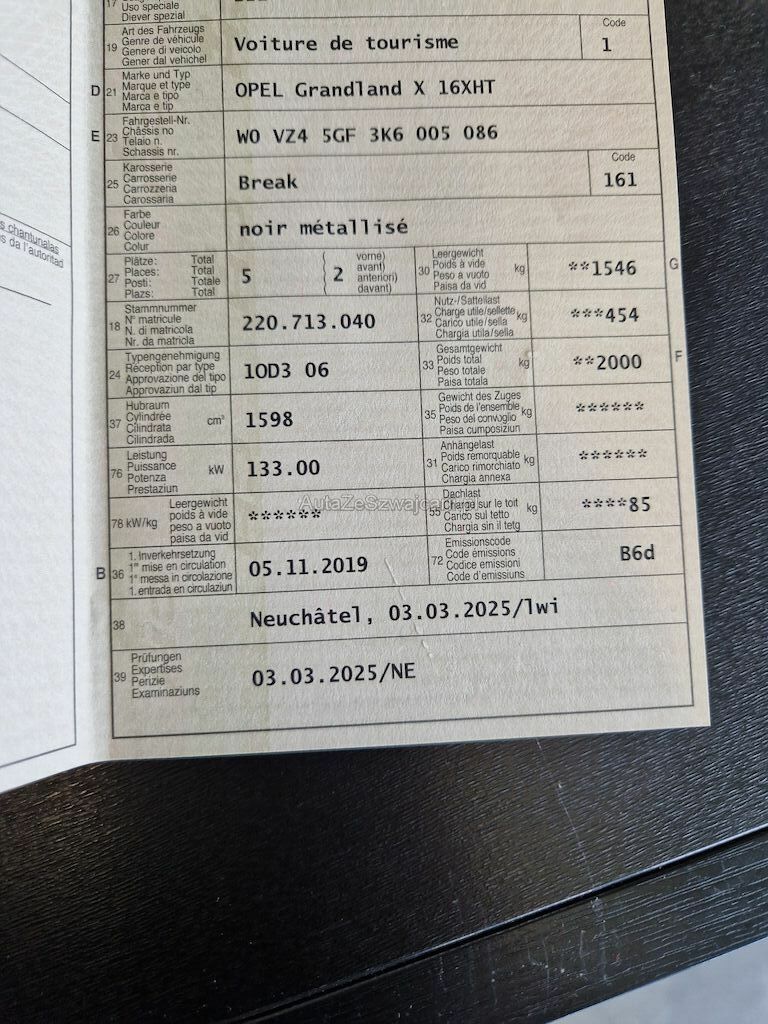 17 Uso speciale
Diever spezial
19 Art des Fahrzeugs
Genre de véhicule
Genere di veicolo
Gener dal vehichel
Voiture de tourisme
Code
1
D 21 Marke und Typ
Marque et type
Marca e tipo
Marca e tip
OPEL Grandland X 16XHT
E 23 Fahrgestell-Nr.
Châssis no
Telaio n.
Schassis nr.
W0 VZ4 5GF 3K6 005 086
25 Karosserie
Carrosserie
Carrozzeria
Carossaria
Break
Code
161
26 Farbe
Couleur
Colore
Colur
noir métallisé
27 Plätze: Total
Places: Total
Posti: Totale
Plazs: Total
5
( 2 vorne)
avant)
anteriori)
davant)
30 Leergewicht
Poids à vide
Peso a vuoto
Paisa da vid
kg
**1546
G
18 Stammnummer
N° matricule
N. di matricola
Nr. da matricla
220.713.040
32 Nutz-/Sattellast
Charge utile/sellette
Carico utile/sella
Chargia utila/sella
kg
***454
24 Typengenehmigung
Réception par type
Approvazione del tipo
Approvaziun dal tip
1OD3 06
33 Gesamtgewicht
Poids total
Peso totale
Paisa totala
kg
**2000
F
37 Hubraum
Cylindrée
Cilindrata
Cilindrada
cm³
1598
35 Gewicht des Zuges
Poids de l'ensemble
Peso del convoglio
Paisa cumposiziun
kg
******
76 Leistung
Puissance
Potenza
Prestaziun
kW
133.00
31 Anhängelast
Poids remorquable
Carico rimorchiato
Chargia annexa
kg
******
78 kW/kg Leergewicht
poids à vide
peso a vuoto
paisa da vid
******
55 Dachlast
Charge sur le toit
Carico sul tetto
Chargia sin il tetg
kg
****85
B 36 1. Inverkehrsetzung
1re mise en circulation
1a messa in circolazione
1. entrada en circulaziun
05.11.2019
72 Emissionscode
Code émissions
Codice emissioni
Code d'emissiuns
B6d
38
Neuchâtel, 03.03.2025/lwi
39 Prüfungen
Expertises
Perizie
Examinaziuns
03.03.2025/NE
s chantunalas
s da l'autoritad